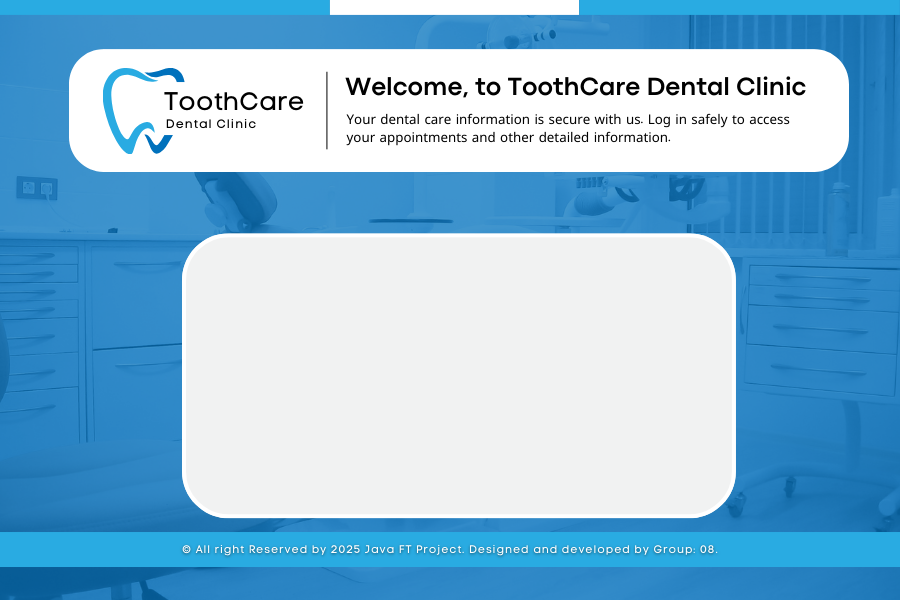 ToothCare
Dental Clinic
Welcome, to ToothCare Dental Clinic
Your dental care information is secure with us. Log in safely to access
your appointments and other detailed information.
© All right Reserved by 2025 Java FT Project. Designed and developed by Group: 08.